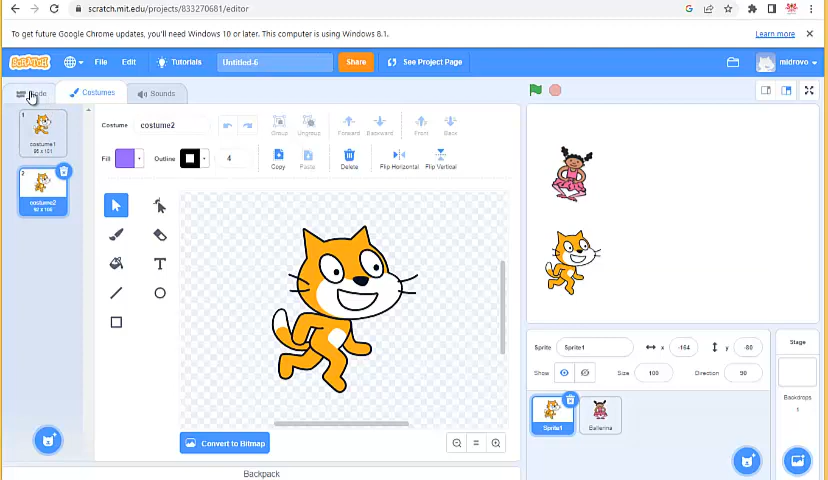 scratch.mit.edu/projects/833270681/editor
To get future Google Chrome updates, you'll need Windows 10 or later. This computer is using Windows 8.1.
Learn more
SCRATCH
File
Edit
Tutorials
Untitled-6
Share
See Project Page
midrovo
Code
Costumes
Sounds
1
costume1
95 x 101
2
costume2
92 x 106
Costume
costume2
Group
Ungroup
Forward
Backward
Front
Back
Fill
Outline
4
Copy
Paste
Delete
Flip Horizontal
Flip Vertical
T
Convert to Bitmap
Backpack
Sprite
Sprite1
x
-164
y
-80
Show
Size
100
Direction
90
Sprite1
Ballerina
Stage
Backdrops
1